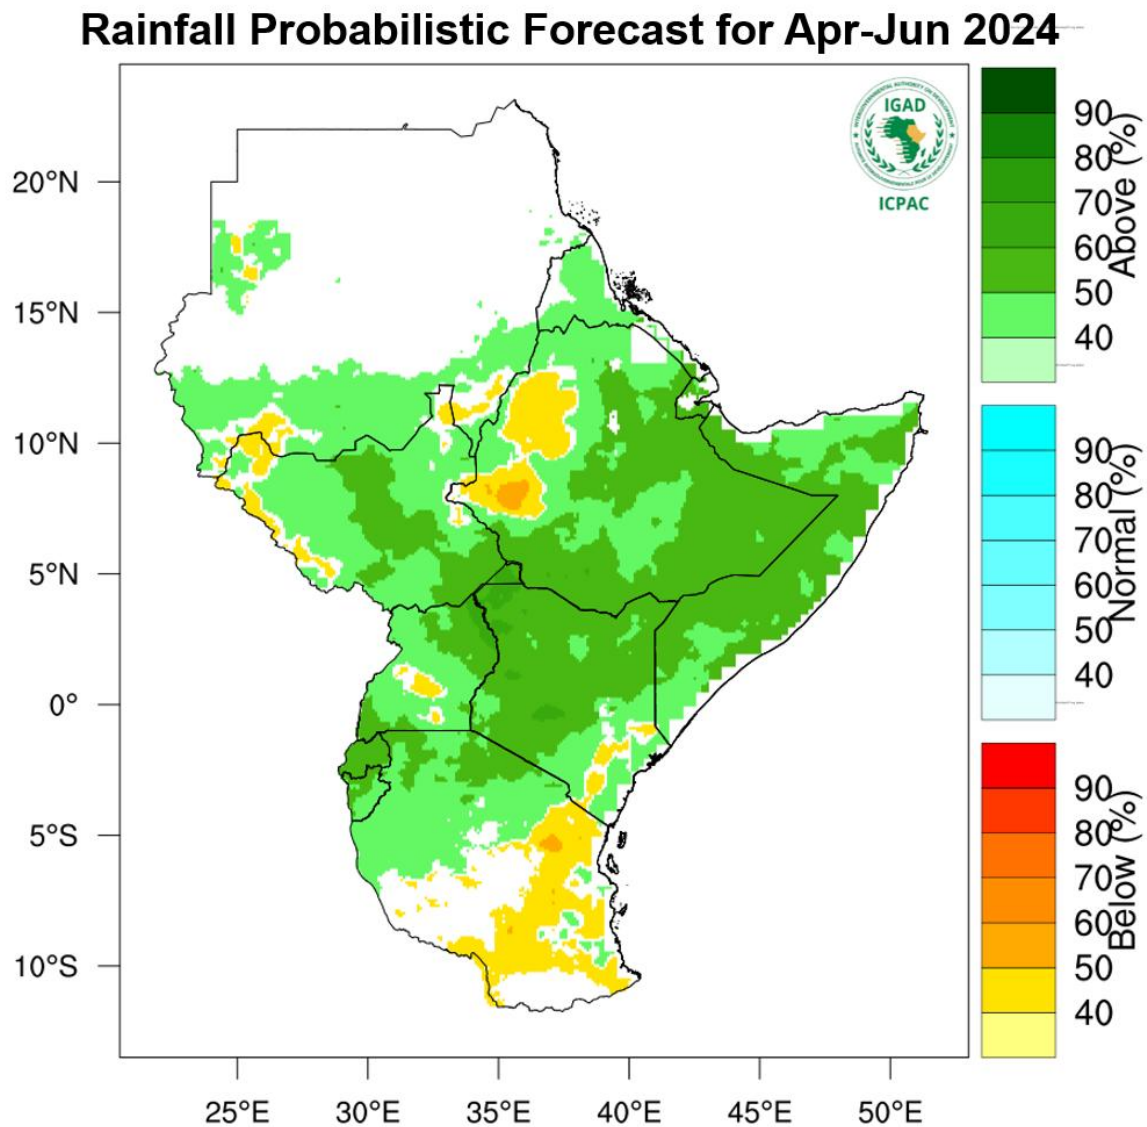 Rainfall Probabilistic Forecast for Apr-Jun 2024
IGAD
ICPAC
20°N
15°N
10°N
5°N
0°
5°S
10°S
25°E
30°E
35°E
40°E
45°E
50°E
90
80
70
60
50
40
Above (%)
90
80
70
60
50
40
Normal (%)
90
80
70
60
50
40
Below (%)